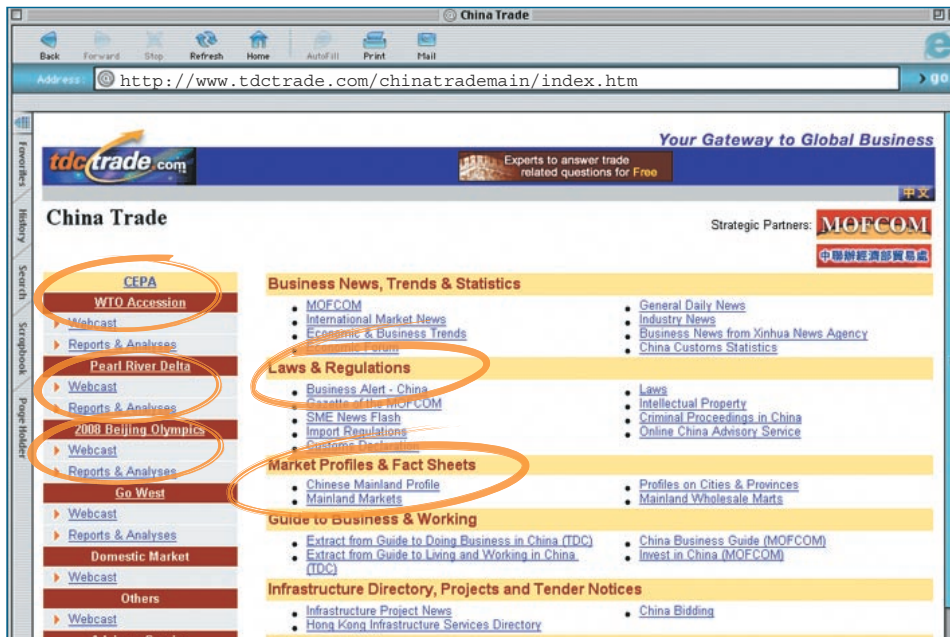 China Trade
Back Forward Stop Refresh Home AutoFill Print Mail
Address: http://www.tdctrade.com/chinatrademain/index.htm go
Favorites
History
Search
Scrapbook
Page Holder
Your Gateway to Global Business
tdctrade.com
Experts to answer trade
related questions for Free
中文
China Trade
Strategic Partners: MOFCOM
中聯辦經濟部貿易處
CEPA
WTO Accession
Webcast
Reports & Analyses
Pearl River Delta
Webcast
Reports & Analyses
2008 Beijing Olympics
Webcast
Reports & Analyses
Go West
Webcast
Reports & Analyses
Domestic Market
Webcast
Others
Webcast
Business News, Trends & Statistics
MOFCOM
International Market News
Economic & Business Trends
Economic Forum
General Daily News
Industry News
Business News from Xinhua News Agency
China Customs Statistics
Laws & Regulations
Business Alert - China
Gazette of the MOFCOM
SME News Flash
Import Regulations
Customs Declaration
Laws
Intellectual Property
Criminal Proceedings in China
Online China Advisory Service
Market Profiles & Fact Sheets
Chinese Mainland Profile
Mainland Markets
Profiles on Cities & Provinces
Mainland Wholesale Marts
Guide to Business & Working
Extract from Guide to Doing Business in China (TDC)
Extract from Guide to Living and Working in China
(TDC)
China Business Guide (MOFCOM)
Invest in China (MOFCOM)
Infrastructure Directory, Projects and Tender Notices
Infrastructure Project News
Hong Kong Infrastructure Services Directory
China Bidding